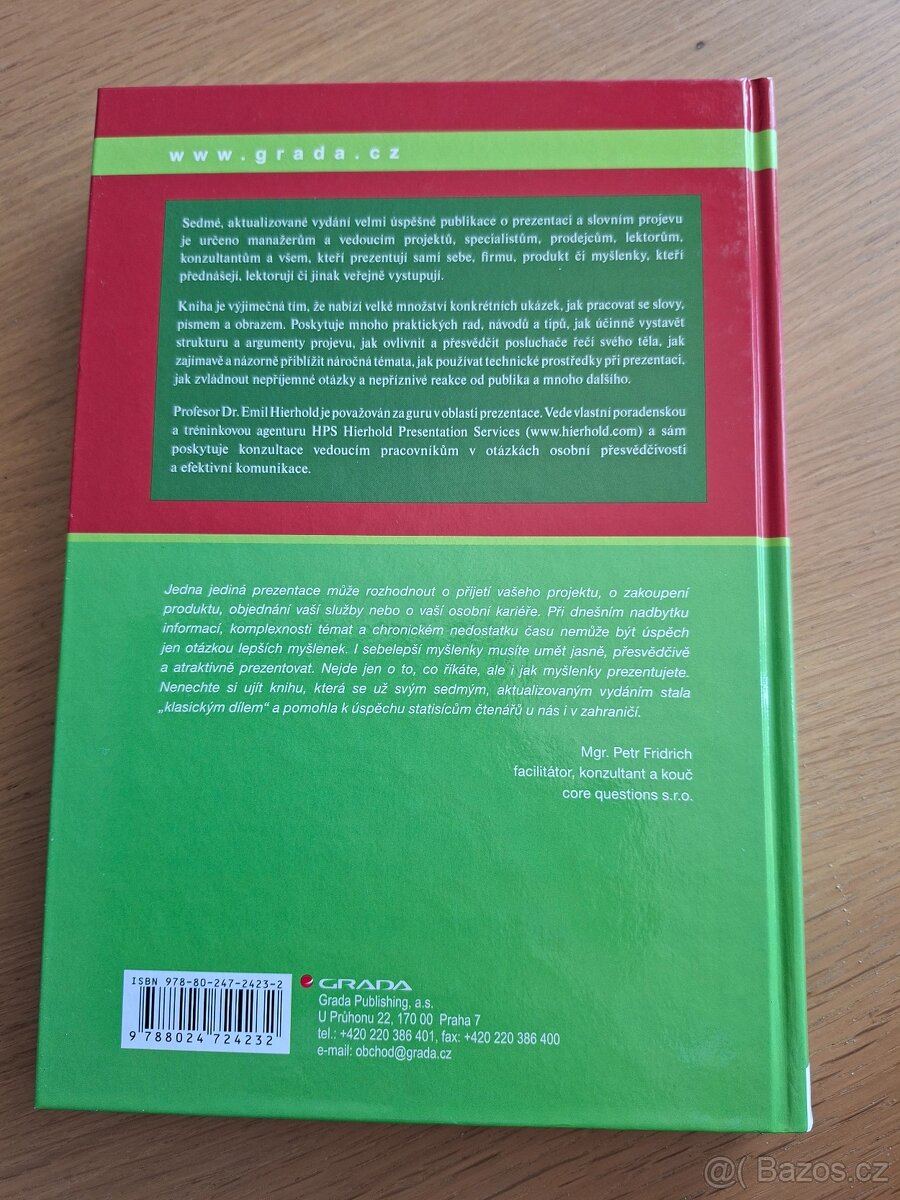 www.grada.cz
Sedmé, aktualizované vydání velmi úspěšné publikace o prezentaci a slovním projevu
je určeno manažerům a vedoucím projektů, specialistům, prodejcům, lektorům,
konzultantům a všem, kteří prezentují samí sebe, firmu, produkt či myšlenky, kteří
přednášejí, lektorují či jinak veřejně vystupují.
Kniha je výjimečná tím, že nabízí velké množství konkrétních ukázek, jak pracovat se slovy,
písmem a obrazem. Poskytuje mnoho praktických rad, návodů a tipů, jak účinně vystavět
strukturu a argumenty projevu, jak ovlivnit a přesvědčit posluchače řečí svého těla, jak
zajímavě a názorně přiblížit náročná témata, jak používat technické prostředky při prezentaci,
jak zvládnout nepříjemné otázky a nepříznivé reakce od publika a mnoho dalšího.
Profesor Dr. Emil Hierhold je považován za guru v oblasti prezentace. Vede vlastní poradenskou
a tréninkovou agenturu HPS Hierhold Presentation Services (www.hierhold.com) a sám
poskytuje konzultace vedoucím pracovníkům v otázkách osobní přesvědčivosti
a efektivní komunikace.
Jedna jediná prezentace může rozhodnout o přijetí vašeho projektu, o zakoupení
produktu, objednání vaší služby nebo o vaší osobní kariéře. Při dnešním nadbytku
informací, komplexnosti témat a chronickém nedostatku času nemůže být úspěch
jen otázkou lepších myšlenek. I sebelepší myšlenky musíte umět jasně, přesvědčivě
a atraktivně prezentovat. Nejde jen o to, co říkáte, ale i jak myšlenky prezentujete.
Nenechte si ujít knihu, která se už svým sedmým, aktualizovaným vydáním stala
„klasickým dílem“ a pomohla k úspěchu statisícům čtenářů u nás i v zahraničí.
Mgr. Petr Fridrich
facilitátor, konzultant a kouč
core questions s.r.o.
ISBN 978-80-247-2423-2
9 788024 724232
GRADA
Grada Publishing, a.s.
U Průhonu 22, 170 00 Praha 7
tel.: +420 220 386 401, fax: +420 220 386 400
e-mail: obchod@grada.cz
@( Bazos.cz